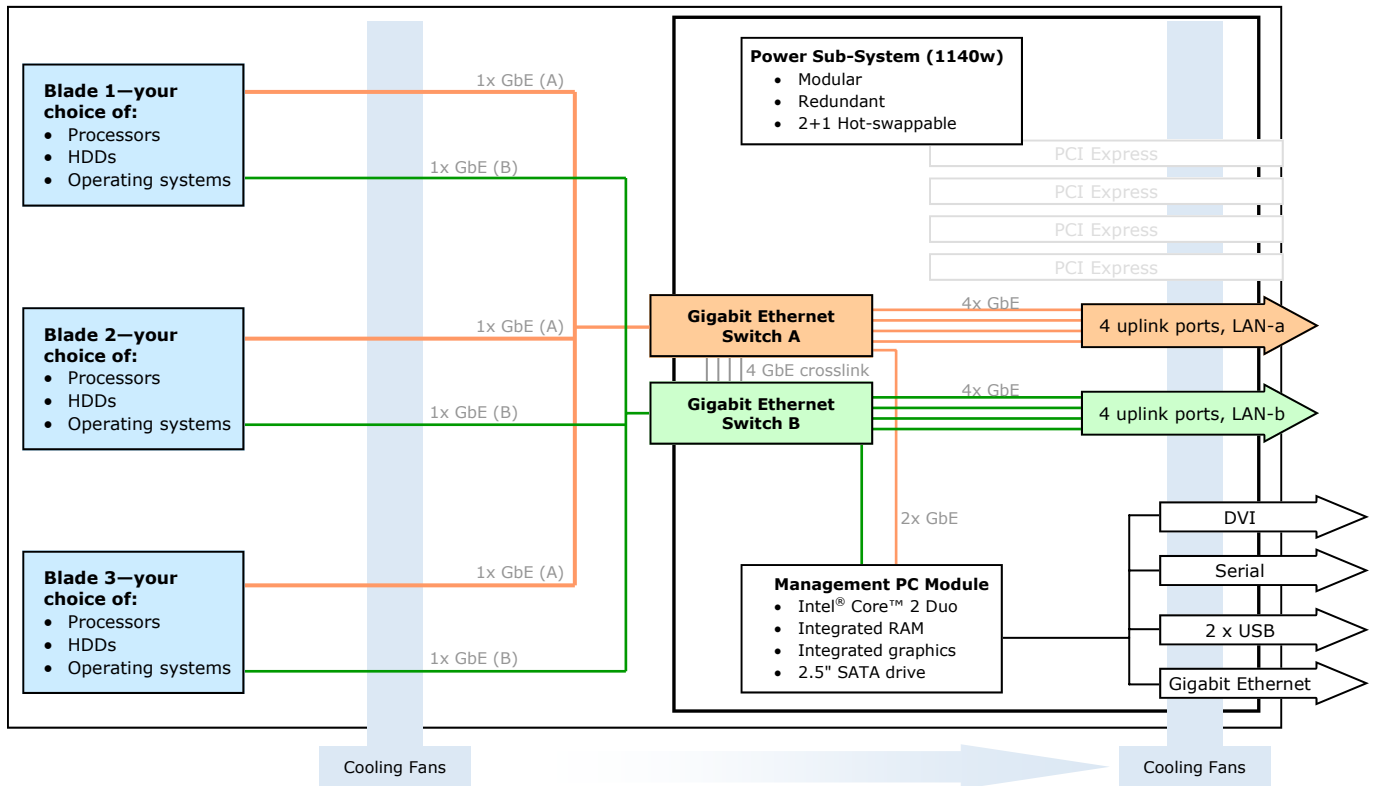 Blade 1—your
choice of:
• Processors
• HDDs
• Operating systems
1x GbE (A)
1x GbE (B)
Power Sub-System (1140w)
• Modular
• Redundant
• 2+1 Hot-swappable
PCI Express
PCI Express
PCI Express
PCI Express
Blade 2—your
choice of:
• Processors
• HDDs
• Operating systems
1x GbE (A)
1x GbE (B)
Gigabit Ethernet
Switch A
4x GbE
4 uplink ports, LAN-a
4 GbE crosslink
Gigabit Ethernet
Switch B
4x GbE
4 uplink ports, LAN-b
2x GbE
Blade 3—your
choice of:
• Processors
• HDDs
• Operating systems
1x GbE (A)
1x GbE (B)
Management PC Module
• Intel® Core™ 2 Duo
• Integrated RAM
• Integrated graphics
• 2.5" SATA drive
DVI
Serial
2 x USB
Gigabit Ethernet
Cooling Fans
Cooling Fans